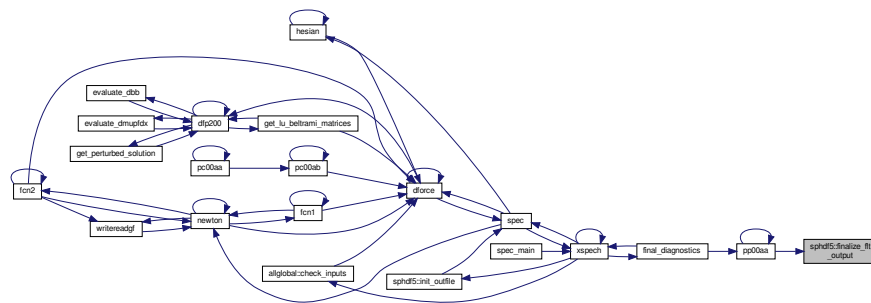 hesian
evaluate_dbb
evaluate_dmupfdx
dfp200
get_lu_beltrami_matrices
get_perturbed_solution
pc00aa
pc00ab
fcn2
dforce
fcn1
newton
writereadgf
spec
spec_main
xspech
final_diagnostics
pp00aa
sphdf5::finalize_flt
_output
allglobal::check_inputs
sphdf5::init_outfile